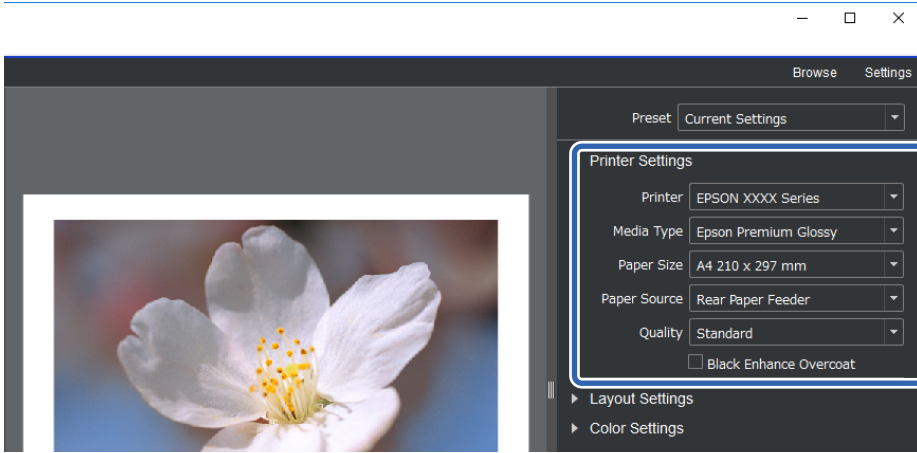 Browse Settings
Preset Current Settings
Printer Settings
Printer EPSON XXXX Series
Media Type Epson Premium Glossy
Paper Size A4 210 x 297 mm
Paper Source Rear Paper Feeder
Quality Standard
Black Enhance Overcoat
Layout Settings
Color Settings